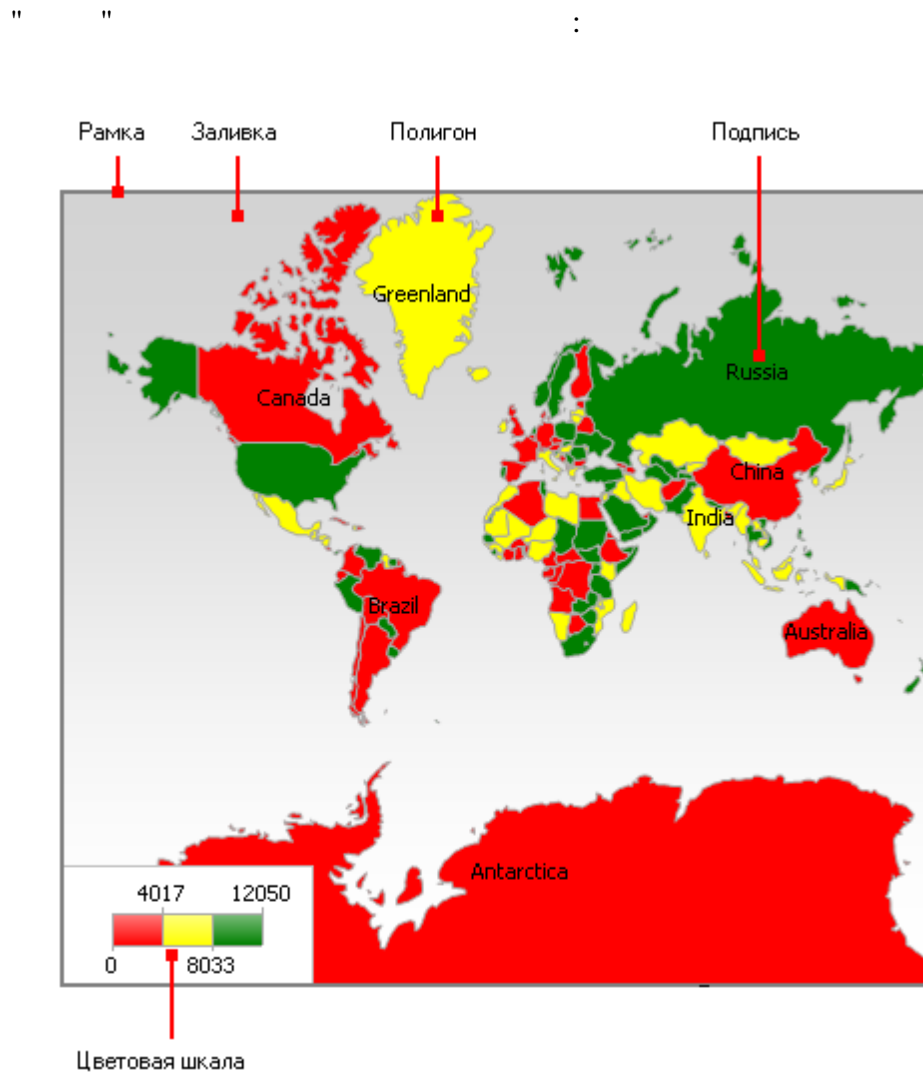 " " :
Рамка Заливка Полигон Подпись
Greenland
Russia
Canada
China
India
Brazil
Australia
Antarctica
4017 12050
0 8033
Цветовая шкала